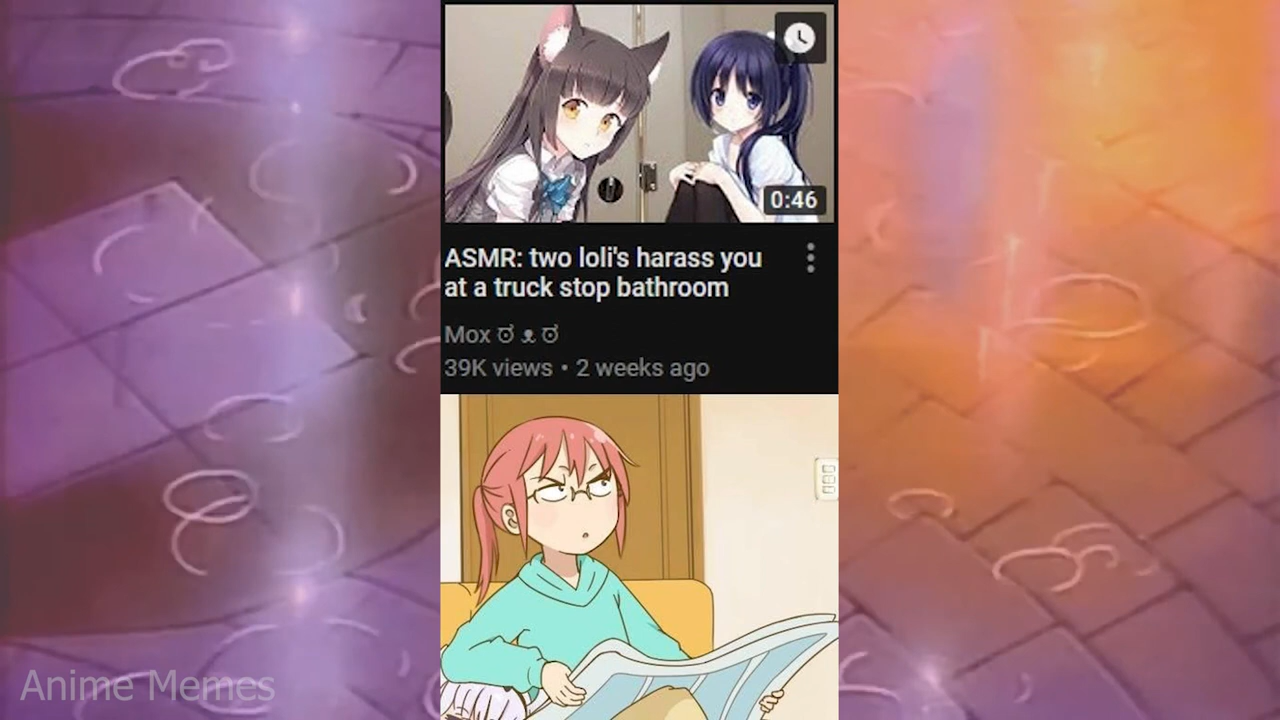 0:46
ASMR: two loli's harass you
at a truck stop bathroom
Mox ಠ ᴥ ಠ
39K views • 2 weeks ago
Anime Memes